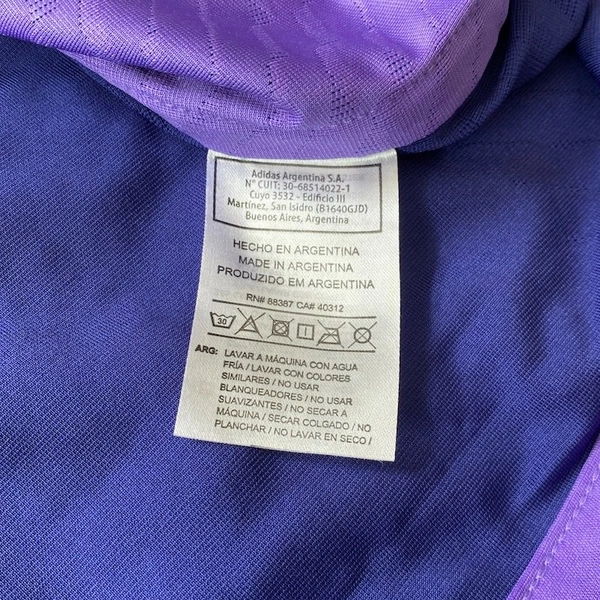 Adidas Argentina S.A.
N° CUIT: 30-68514022-1
Cuyo 3532 - Edificio III
Martínez, San Isidro (B1640GJD)
Buenos Aires, Argentina
HECHO EN ARGENTINA
MADE IN ARGENTINA
PRODUZIDO EM ARGENTINA
RN# 88387 CA# 40312
30
ARG: LAVAR A MÁQUINA CON AGUA
FRÍA / LAVAR CON COLORES
SIMILARES / NO USAR
BLANQUEADORES / NO USAR
SUAVIZANTES / NO SECAR A
MÁQUINA / SECAR COLGADO / NO
PLANCHAR / NO LAVAR EN SECO /